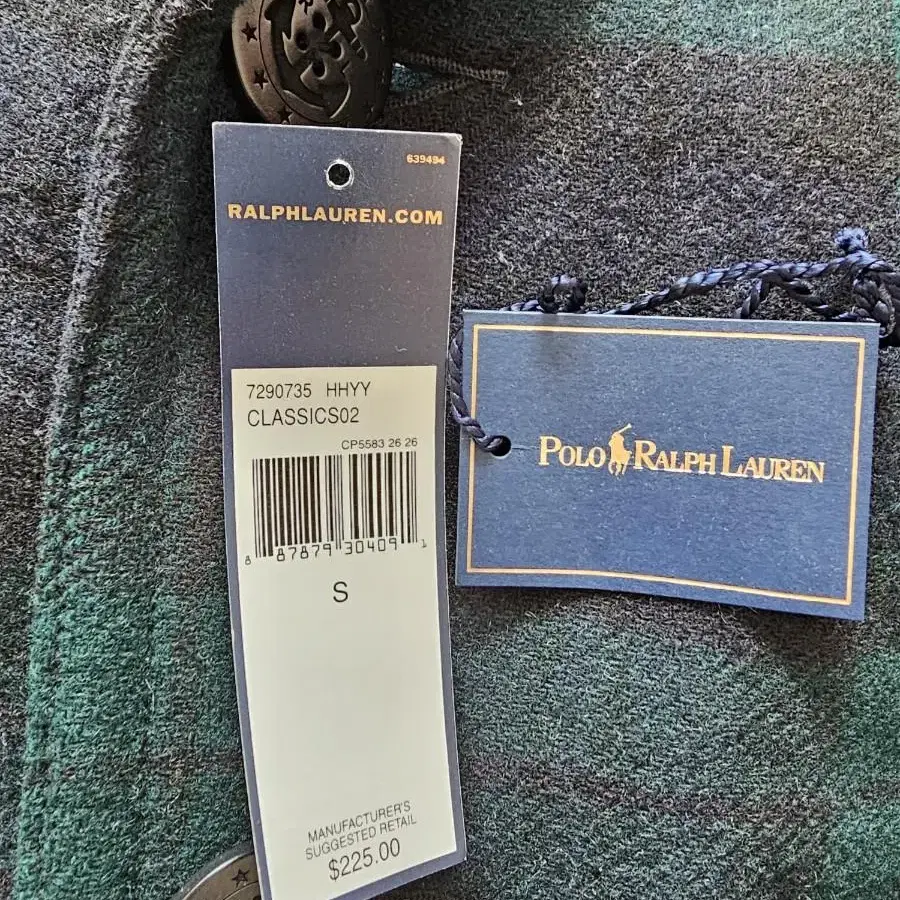 639494
RALPHLAUREN.COM
7290735 HHYY
CLASSICS02
CP5583 26 26
8 87879 30409 1
S
MANUFACTURER'S
SUGGESTED RETAIL
$225.00
POLO RALPH LAUREN